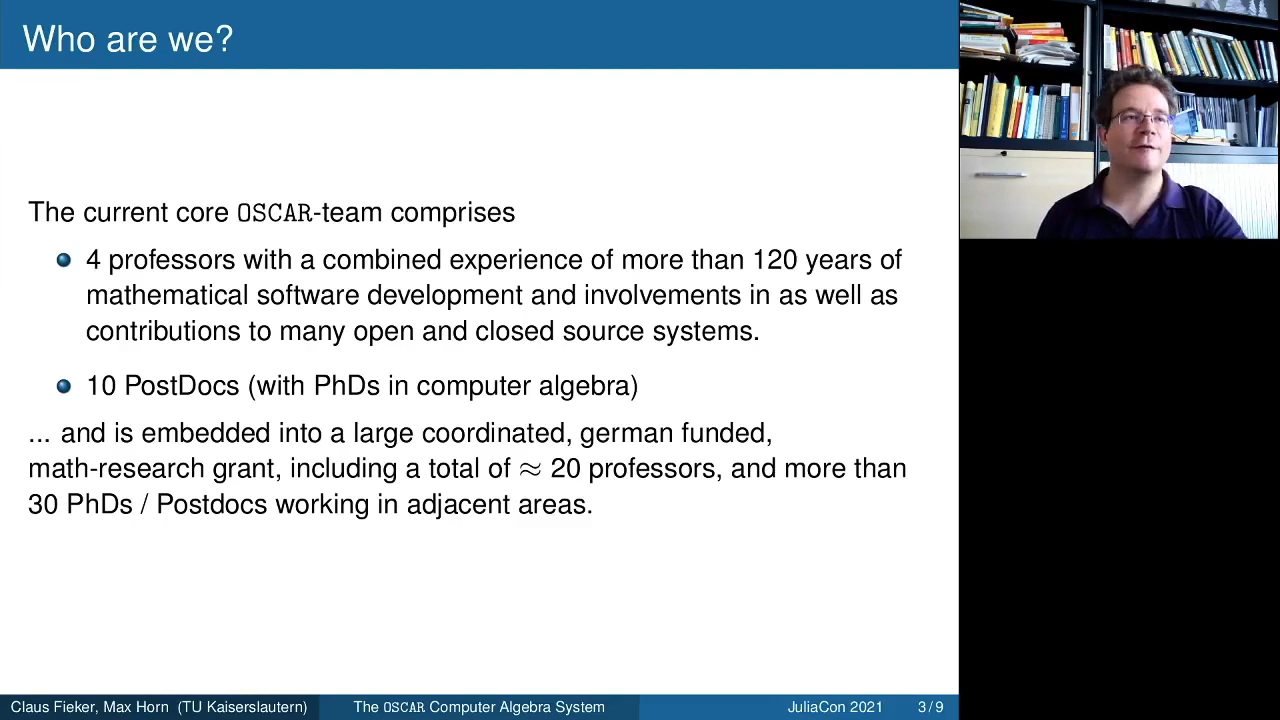 Who are we?
The current core OSCAR-team comprises
4 professors with a combined experience of more than 120 years of
mathematical software development and involvements in as well as
contributions to many open and closed source systems.
10 PostDocs (with PhDs in computer algebra)
... and is embedded into a large coordinated, german funded,
math-research grant, including a total of ≈ 20 professors, and more than
30 PhDs / Postdocs working in adjacent areas.
Claus Fieker, Max Horn (TU Kaiserslautern)
The OSCAR Computer Algebra System
JuliaCon 2021
3 / 9